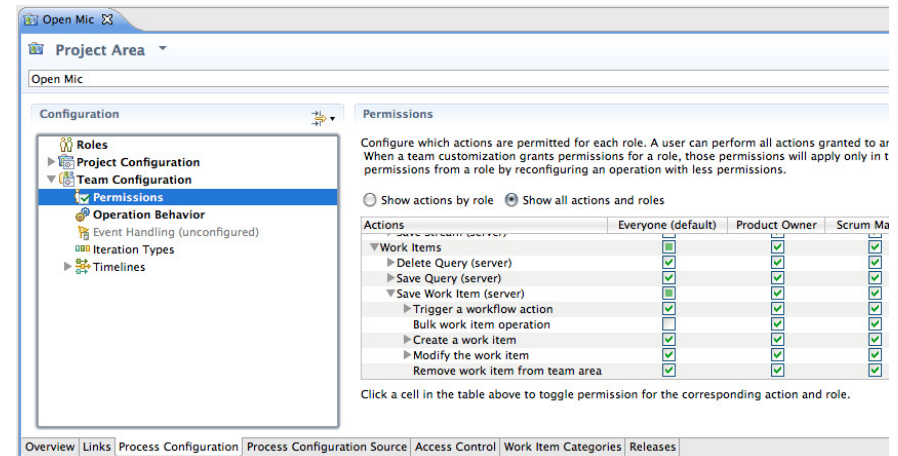 Open Mic
Project Area
Open Mic
Configuration
Roles
Project Configuration
Team Configuration
Permissions
Operation Behavior
Event Handling (unconfigured)
Iteration Types
Timelines
Permissions
Configure which actions are permitted for each role. A user can perform all actions granted to
When a team customization grants permissions for a role, those permissions will apply only in
permissions from a role by reconfiguring an operation with less permissions.
Show actions by role Show all actions and roles
Actions Everyone (default) Product Owner Scrum Ma
Save Stream (server)
Work Items
Delete Query (server)
Save Query (server)
Save Work Item (server)
Trigger a workflow action
Bulk work item operation
Create a work item
Modify the work item
Remove work item from team area
Click a cell in the table above to toggle permission for the corresponding action and role.
Overview Links Process Configuration Process Configuration Source Access Control Work Item Categories Releases